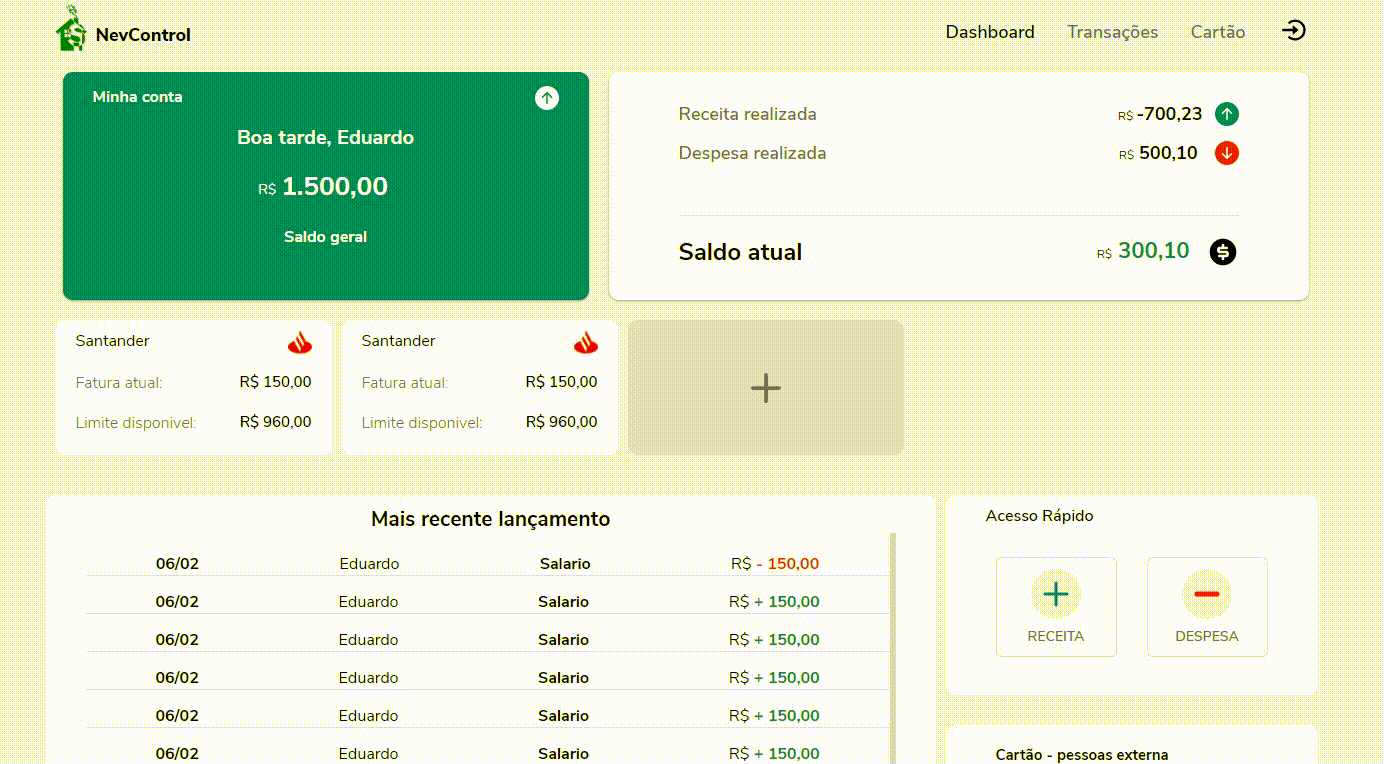 NevControl
Dashboard Transações Cartão
Minha conta
Boa tarde, Eduardo
R$ 1.500,00
Saldo geral
Receita realizada R$ -700,23
Despesa realizada R$ 500,10
Saldo atual R$ 300,10
Santander
Fatura atual: R$ 150,00
Limite disponivel: R$ 960,00
Santander
Fatura atual: R$ 150,00
Limite disponivel: R$ 960,00
Mais recente lançamento
06/02 Eduardo Salario R$ - 150,00
06/02 Eduardo Salario R$ + 150,00
06/02 Eduardo Salario R$ + 150,00
06/02 Eduardo Salario R$ + 150,00
06/02 Eduardo Salario R$ + 150,00
06/02 Eduardo Salario R$ + 150,00
Acesso Rápido
RECEITA DESPESA
Cartão - pessoas externa